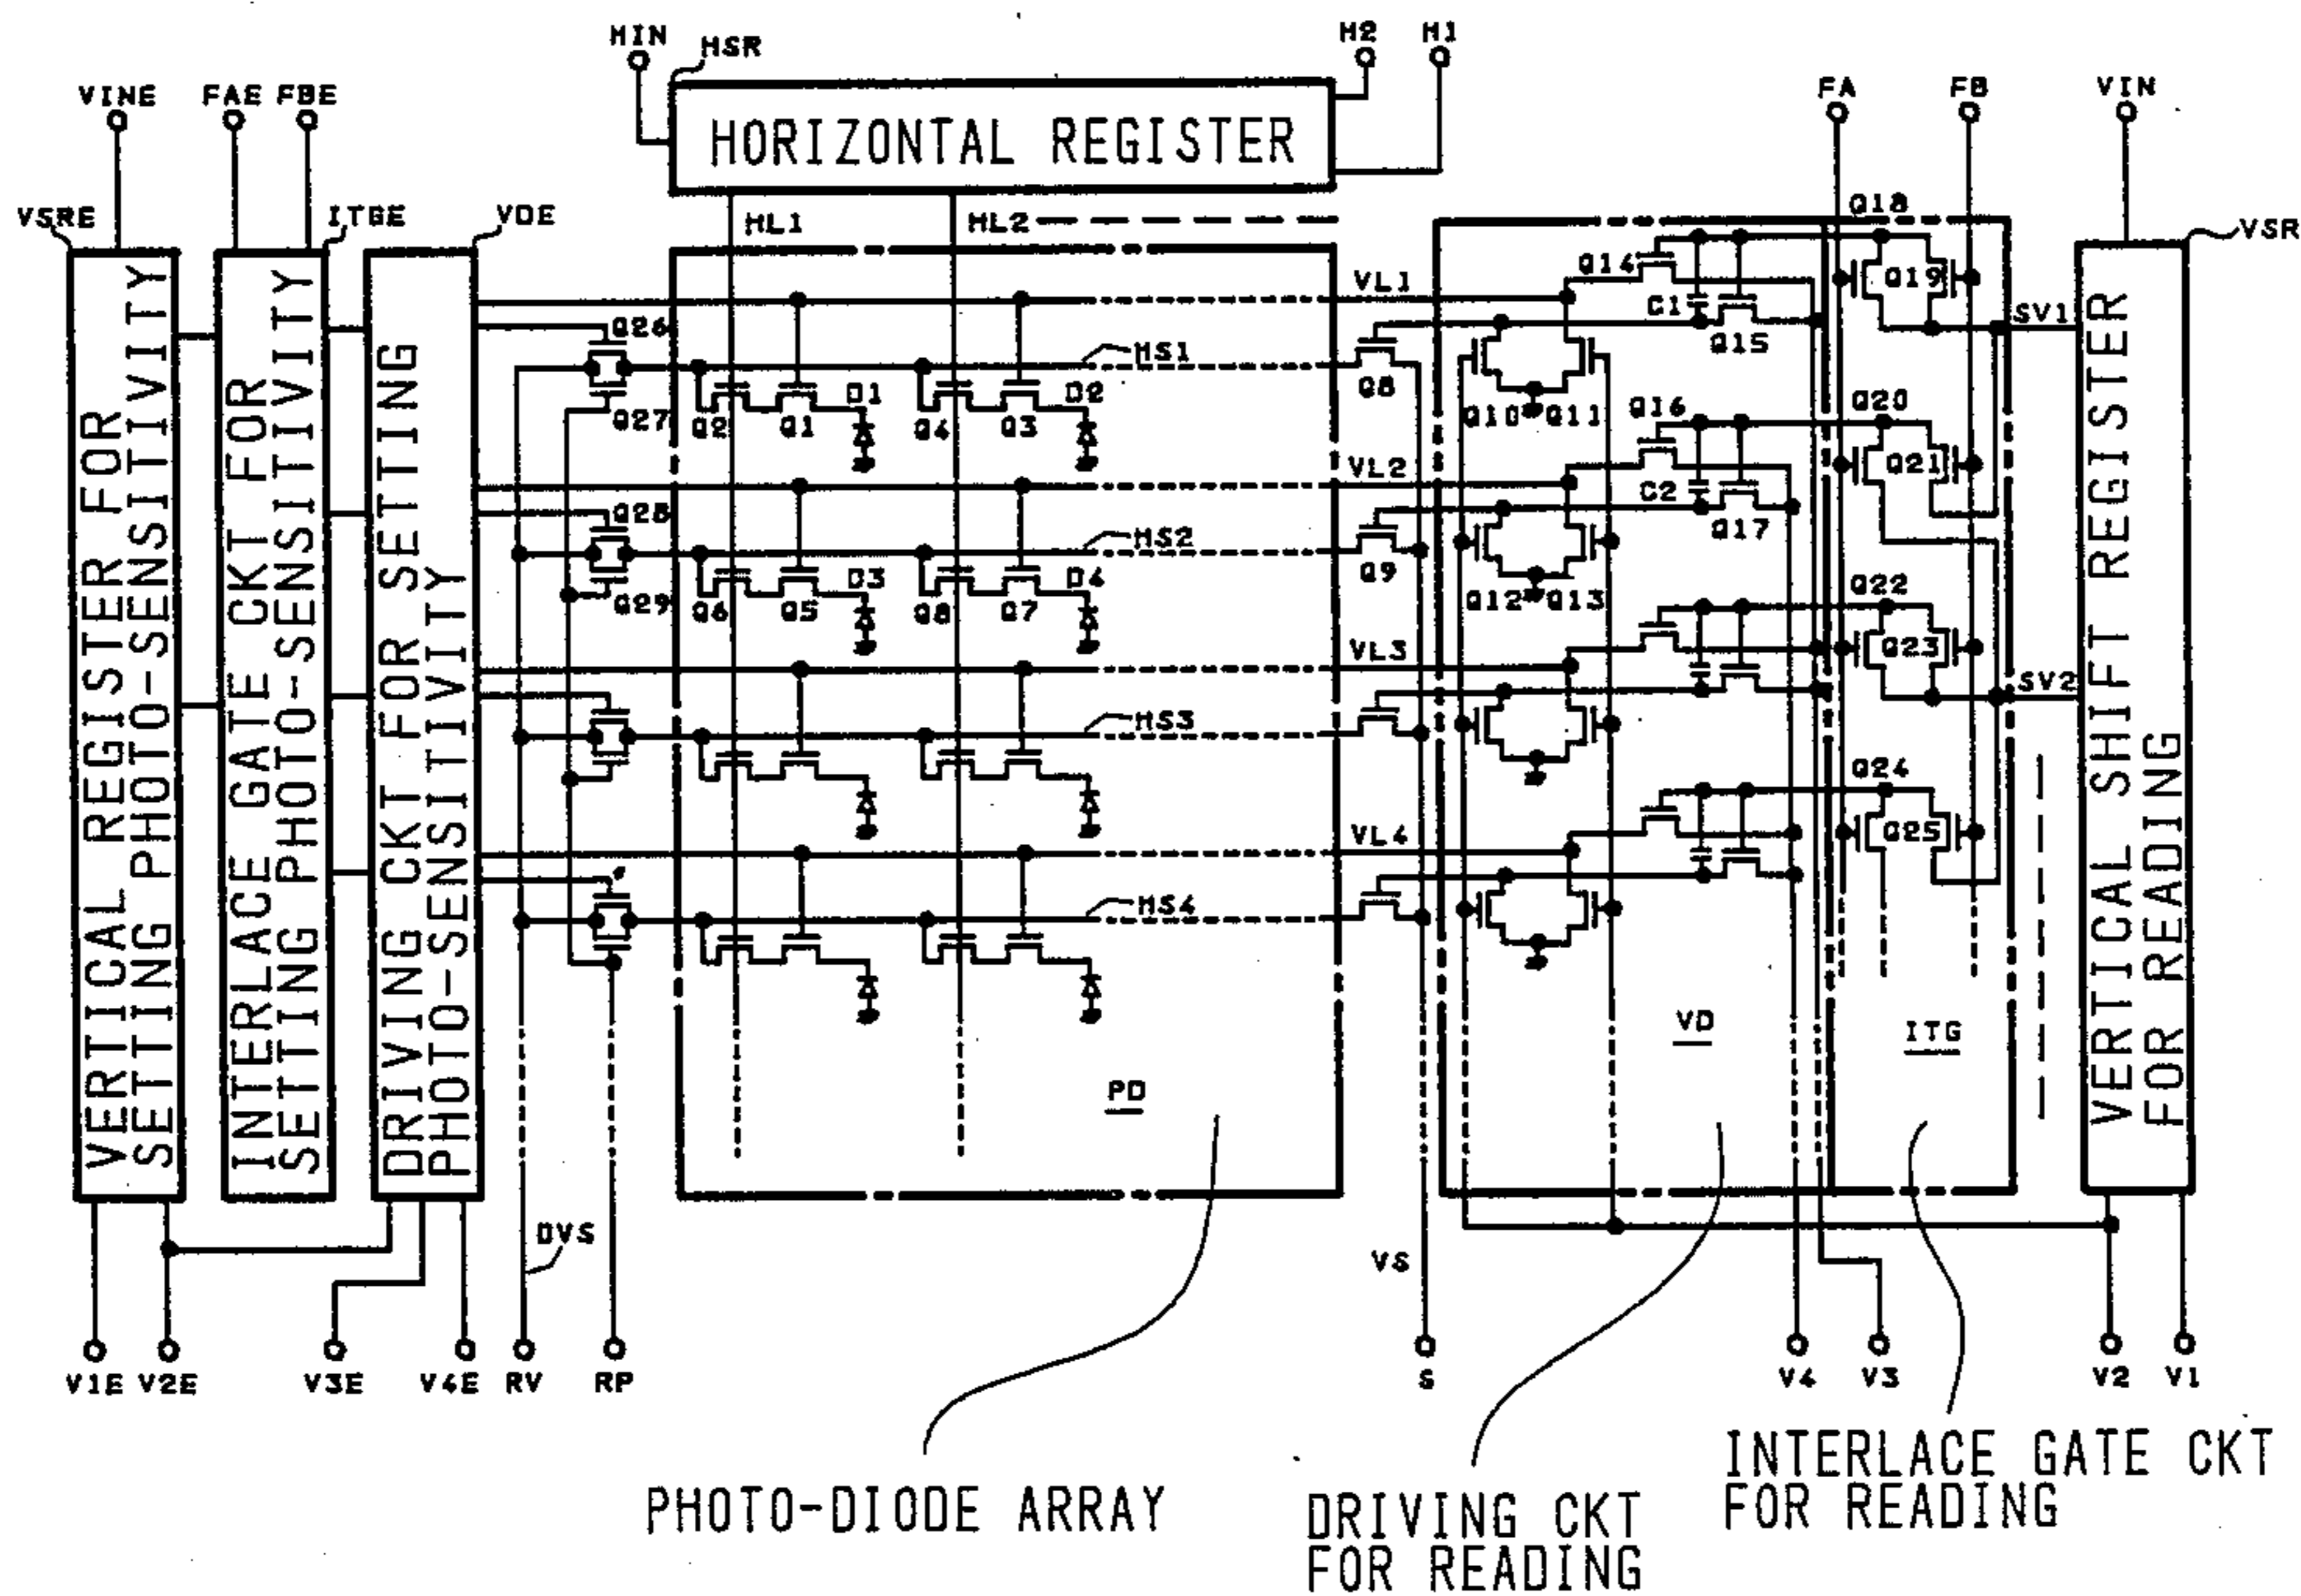 HIN
HSR
H2
H1
VINE
FAE
FBE
FA
FB
VIN
HORIZONTAL REGISTER
VSRE
ITGE
VDE
HL1
HL2
Q18
VSR
VL1
Q14
Q19
C1
SV1
Q26
HS1
Q15
Q8
D1
D2
Q27
Q2
Q1
Q4
Q3
Q10
Q11
Q16
Q20
VL2
Q21
C2
Q28
HS2
Q17
Q9
D3
D4
Q22
Q29
Q6
Q5
Q8
Q7
Q12
Q13
VL3
Q23
SV2
HS3
Q24
VL4
Q25
HS4
VERTICAL REGISTER FOR
SETTING PHOTO-SENSITIVITY
INTERLACE GATE CKT FOR
SETTING PHOTO-SENSITIVITY
DRIVING CKT FOR SETTING
PHOTO-SENSITIVITY
VERTICAL SHIFT REGISTER
FOR READING
PD
VD
ITG
DVS
VS
V1E
V2E
V3E
V4E
RV
RP
S
V4
V3
V2
V1
PHOTO-DIODE ARRAY
DRIVING CKT
FOR READING
INTERLACE GATE CKT
FOR READING